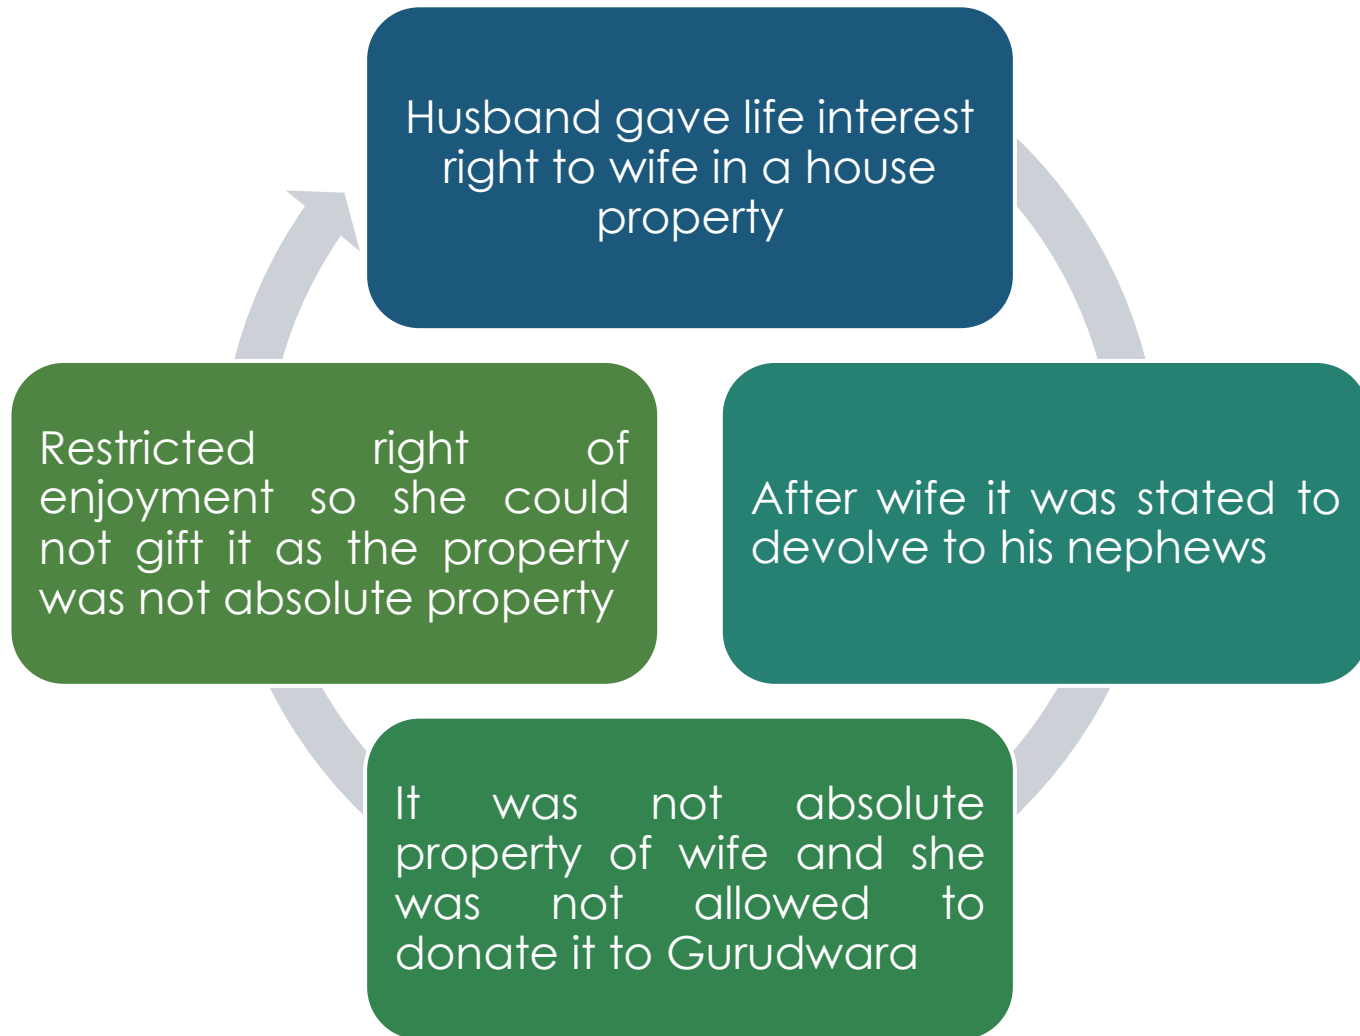 Husband gave life interest
right to wife in a house
property
After wife it was stated to
devolve to his nephews
It was not absolute
property of wife and she
was not allowed to
donate it to Gurudwara
Restricted right of
enjoyment so she could
not gift it as the property
was not absolute property